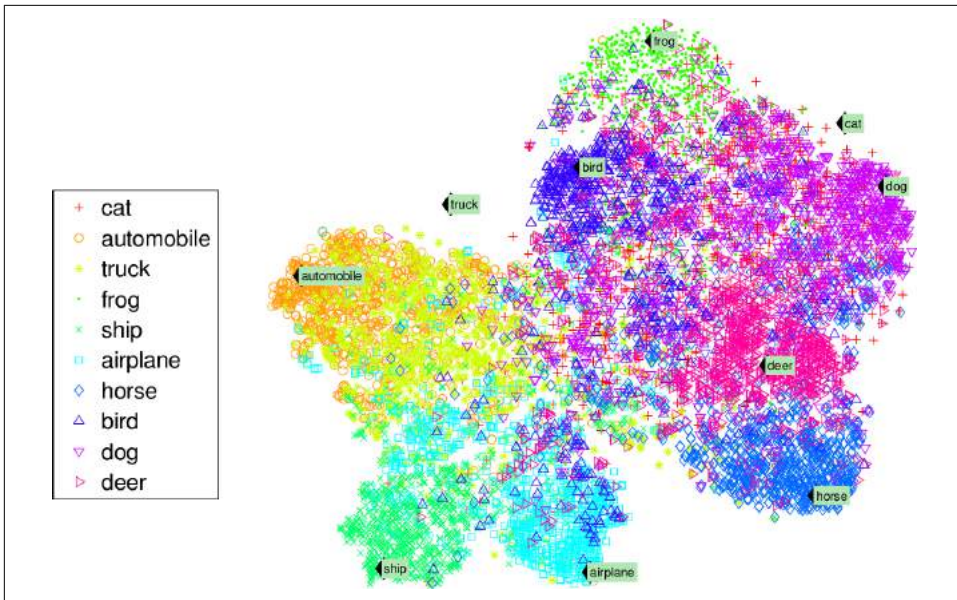 frog
cat
bird
dog
truck
cat
automobile
truck
frog
ship
airplane
horse
bird
dog
deer
automobile
deer
horse
ship
airplane